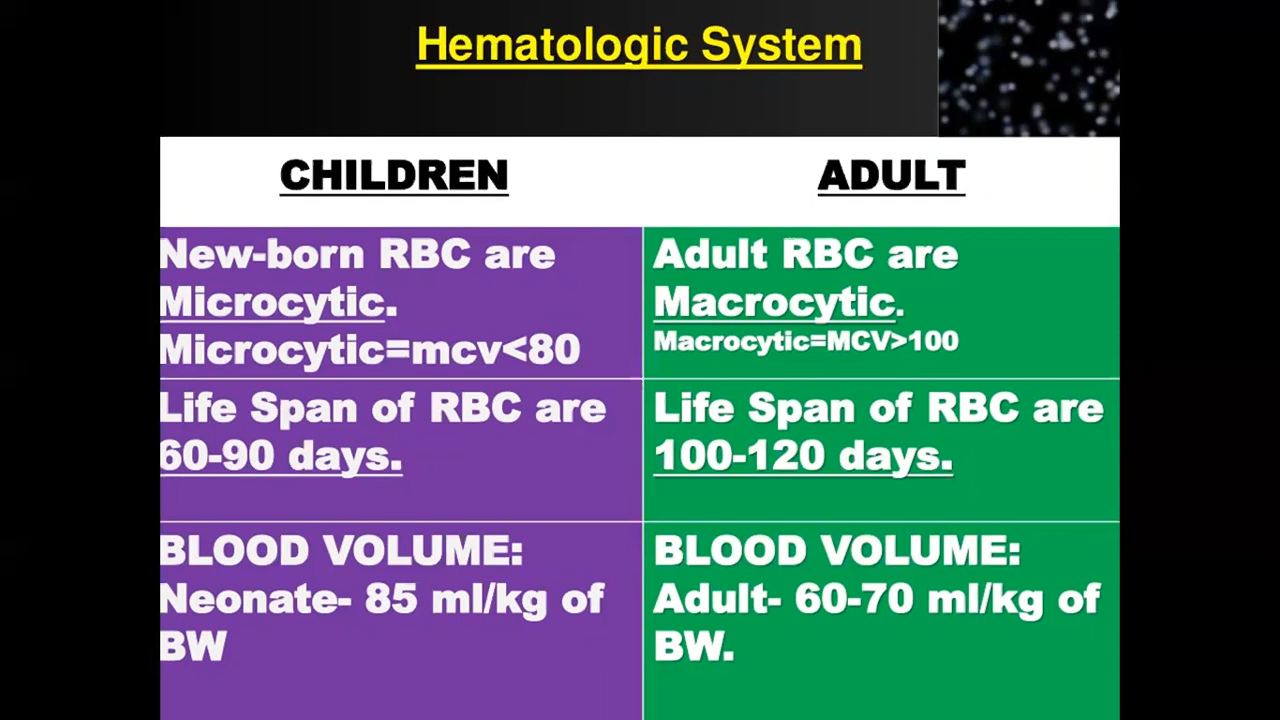 Hematologic System
CHILDREN
ADULT
New-born RBC are
Microcytic.
Microcytic=mcv<80
Adult RBC are
Macrocytic.
Macrocytic=MCV>100
Life Span of RBC are
60-90 days.
Life Span of RBC are
100-120 days.
BLOOD VOLUME:
Neonate- 85 ml/kg of
BW
BLOOD VOLUME:
Adult- 60-70 ml/kg of
BW.